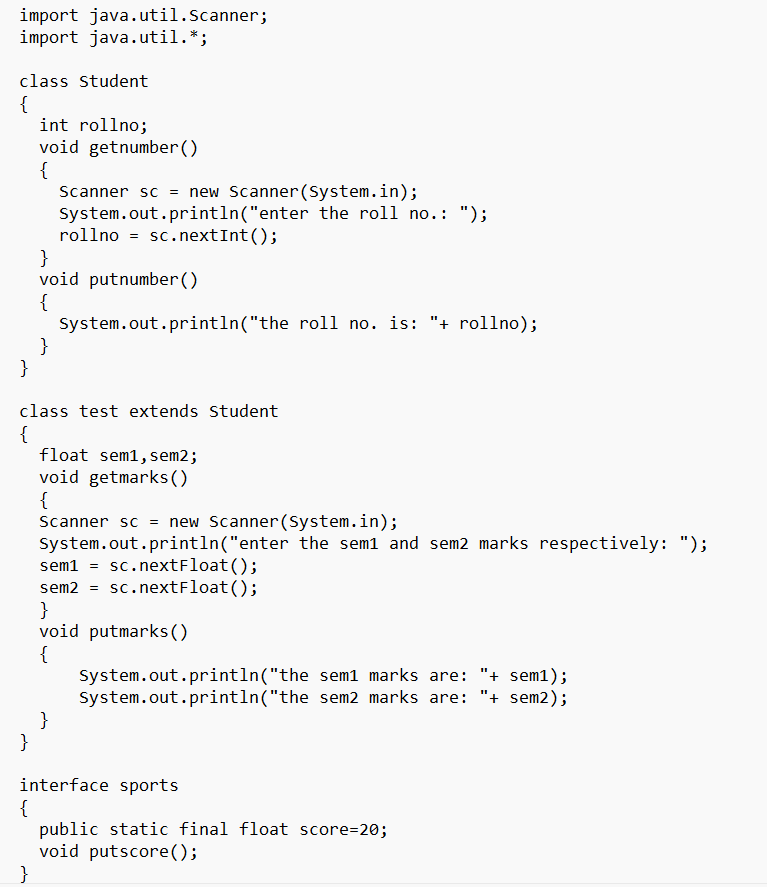 import java.util.Scanner;
import java.util.*;

class Student
{
  int rollno;
  void getnumber()
  {
    Scanner sc = new Scanner(System.in);
    System.out.println("enter the roll no.: ");
    rollno = sc.nextInt();
  }
  void putnumber()
  {
    System.out.println("the roll no. is: "+ rollno);
  }
}

class test extends Student
{
  float sem1,sem2;
  void getmarks()
  {
  Scanner sc = new Scanner(System.in);
  System.out.println("enter the sem1 and sem2 marks respectively: ");
  sem1 = sc.nextFloat();
  sem2 = sc.nextFloat();
  }
  void putmarks()
  {
      System.out.println("the sem1 marks are: "+ sem1);
      System.out.println("the sem2 marks are: "+ sem2);
  }
}

interface sports
{
  public static final float score=20;
  void putscore();
}